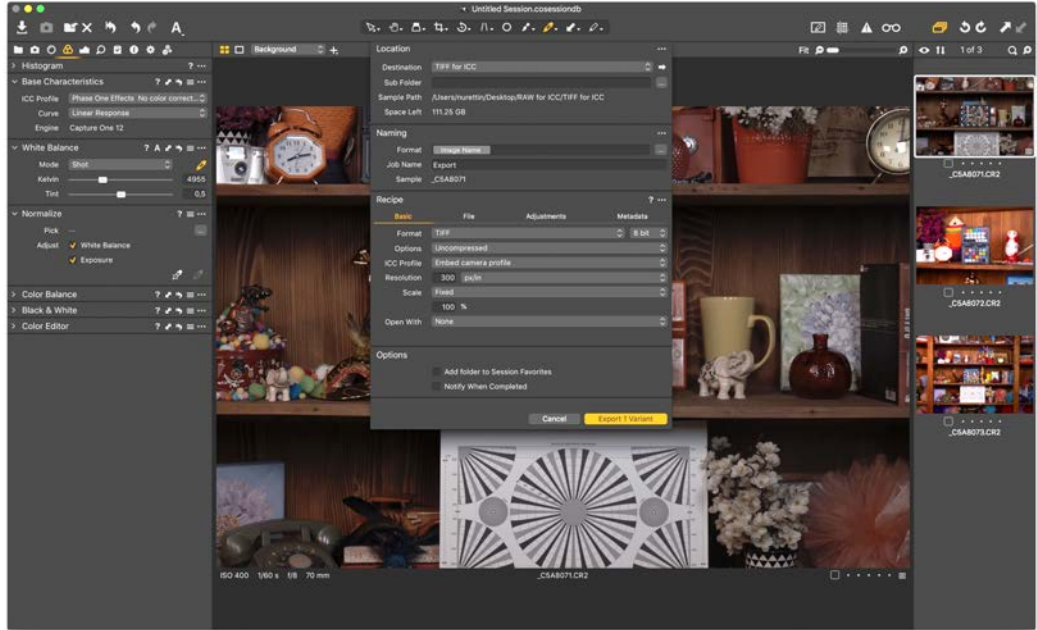 Untitled Session.cosessiondb
Background
Fit
1 of 3
Histogram
Base Characteristics
ICC Profile Phase One Effects No color correct...
Curve Linear Response
Engine Capture One 12
White Balance
Mode Shot
Kelvin 4955
Tint 0,5
Normalize
Pick
Adjust White Balance
Exposure
Color Balance
Black & White
Color Editor
Location
Destination TIFF for ICC
Sub Folder
Sample Path /Users/nurettin/Desktop/RAW for ICC/TIFF for ICC
Space Left 111.25 GB
Naming
Format Image Name
Job Name Export
Sample _C5A8071
Recipe
Basic File Adjustments Metadata
Format TIFF 8 bit
Options Uncompressed
ICC Profile Embed camera profile
Resolution 300 px/in
Scale Fixed
100 %
Open With None
Options
Add folder to Session Favorites
Notify When Completed
Cancel Export 1 Variant
ISO 400 1/60 s f/8 70 mm
_C5A8071.CR2
_C5A8071.CR2
_C5A8072.CR2
_C5A8073.CR2